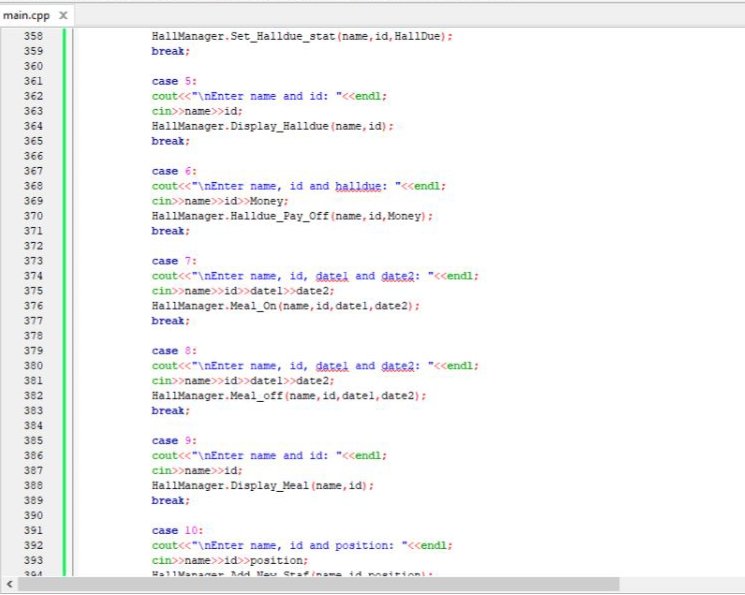 main.cpp X
358 HallManager.Set_Halldue_stat(name,id,HallDue);
359 break;
360
361 case 5:
362 cout<<"\nEnter name and id: "<<endl;
363 cin>>name>>id;
364 HallManager.Display_Halldue(name,id);
365 break;
366
367 case 6:
368 cout<<"\nEnter name, id and halldue: "<<endl;
369 cin>>name>>id>>Money;
370 HallManager.Halldue_Pay_Off(name,id,Money);
371 break;
372
373 case 7:
374 cout<<"\nEnter name, id, date1 and date2: "<<endl;
375 cin>>name>>id>>date1>>date2;
376 HallManager.Meal_On(name,id,date1,date2);
377 break;
378
379 case 8:
380 cout<<"\nEnter name, id, date1 and date2: "<<endl;
381 cin>>name>>id>>date1>>date2;
382 HallManager.Meal_off(name,id,date1,date2);
383 break;
384
385 case 9:
386 cout<<"\nEnter name and id: "<<endl;
387 cin>>name>>id;
388 HallManager.Display_Meal(name,id);
389 break;
390
391 case 10:
392 cout<<"\nEnter name, id and position: "<<endl;
393 cin>>name>>id>>position;
394 HallManager.Add_New_Staf(name,id,position);